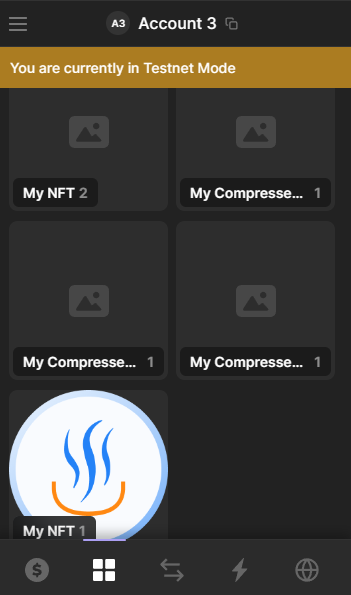 A3 Account 3
You are currently in Testnet Mode
My NFT 2
My Compresse... 1
My Compresse... 1
My Compresse... 1
My NFT 1